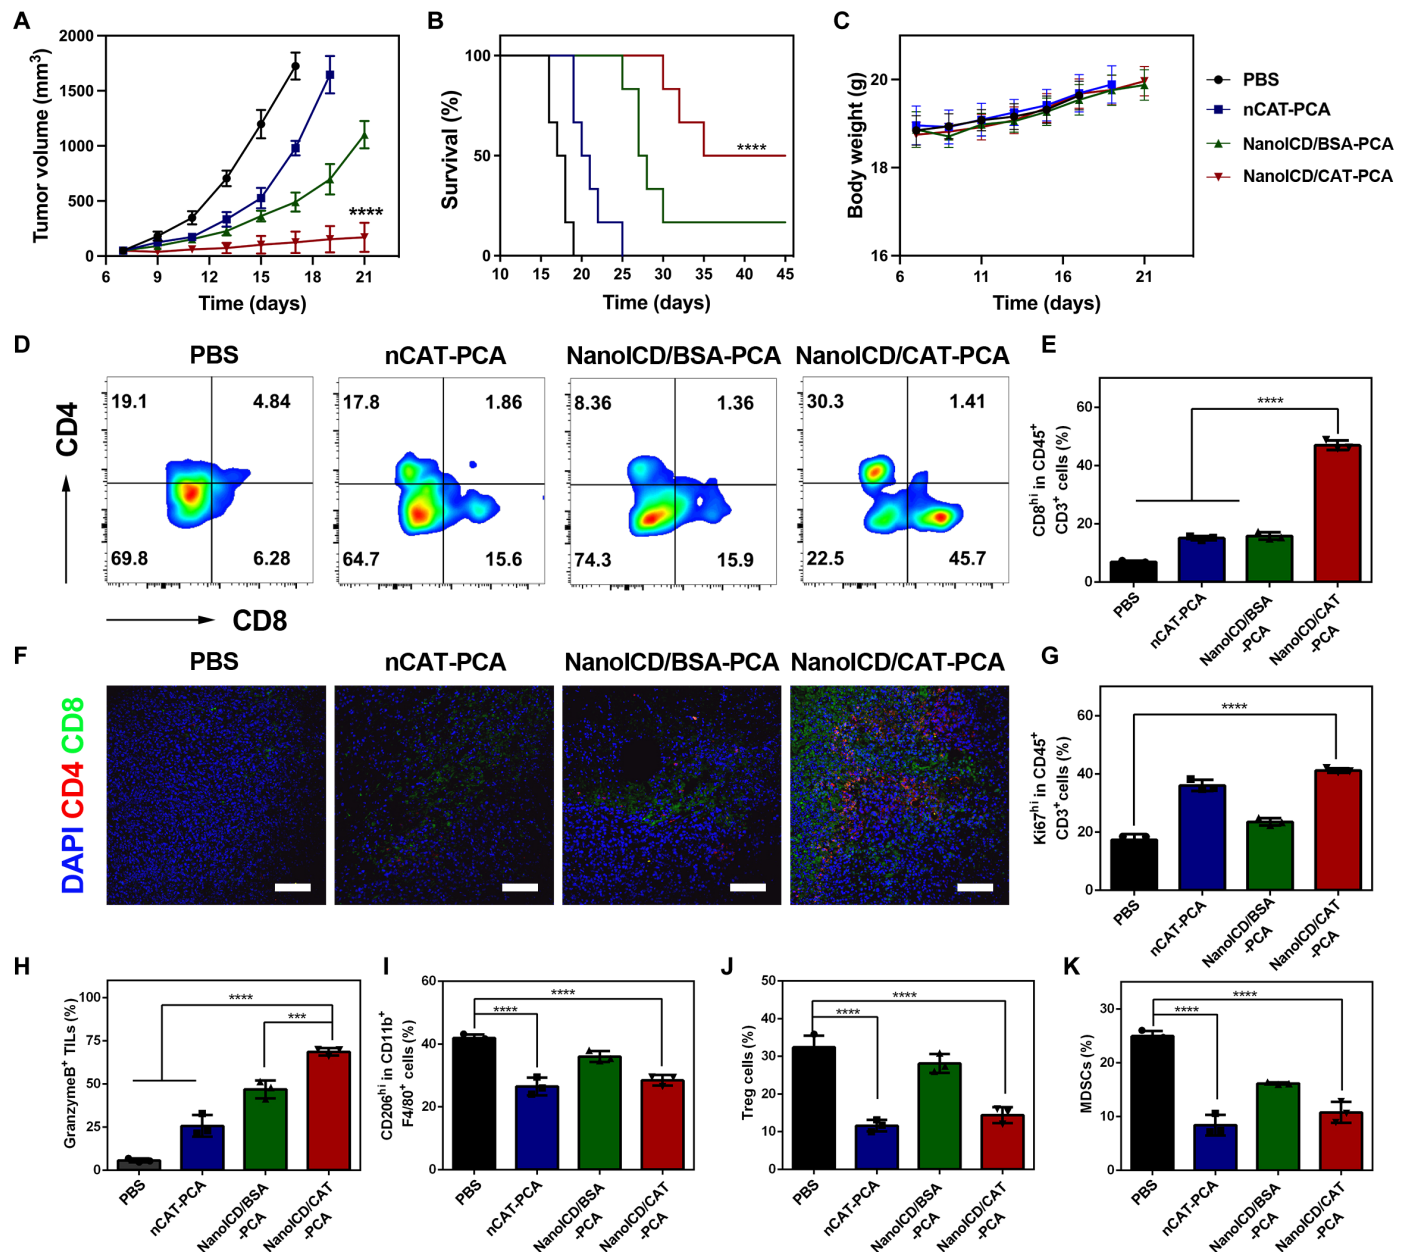 A
Tumor volume (mm³)
2000
1500
1000
500
0
6
9
12
15
18
21
****
Time (days)
B
Survival (%)
100
50
0
10
15
20
25
30
35
40
45
****
Time (days)
C
Body weight (g)
20
18
16
6
11
16
21
Time (days)
PBS
nCAT-PCA
NanoICD/BSA-PCA
NanoICD/CAT-PCA
D
PBS
nCAT-PCA
NanoICD/BSA-PCA
NanoICD/CAT-PCA
CD4
19.1
4.84
69.8
6.28
17.8
1.86
64.7
15.6
8.36
1.36
74.3
15.9
30.3
1.41
22.5
45.7
CD8
E
CD8ʰⁱ in CD45⁺
CD3⁺ cells (%)
60
40
20
0
****
PBS
nCAT-PCA
NanoICD/BSA
-PCA
NanoICD/CAT
-PCA
F
PBS
nCAT-PCA
NanoICD/BSA-PCA
NanoICD/CAT-PCA
DAPI CD4 CD8
G
Ki67ʰⁱ in CD45⁺
CD3⁺cells (%)
60
40
20
0
****
PBS
nCAT-PCA
NanoICD/BSA
-PCA
NanoICD/CAT
-PCA
H
GranzymeB⁺ TILs (%)
100
75
50
25
0
****
***
PBS
nCAT-PCA
NanoICD/BSA
-PCA
NanoICD/CAT
-PCA
I
CD206ʰⁱ in CD11b⁺
F4/80⁺ cells (%)
60
40
20
0
****
****
PBS
nCAT-PCA
NanoICD/BSA
-PCA
NanoICD/CAT
-PCA
J
Treg cells (%)
50
40
30
20
10
0
****
****
PBS
nCAT-PCA
NanoICD/BSA
-PCA
NanoICD/CAT
-PCA
K
MDSCs (%)
30
20
10
0
****
****
PBS
nCAT-PCA
NanoICD/BSA
-PCA
NanoICD/CAT
-PCA